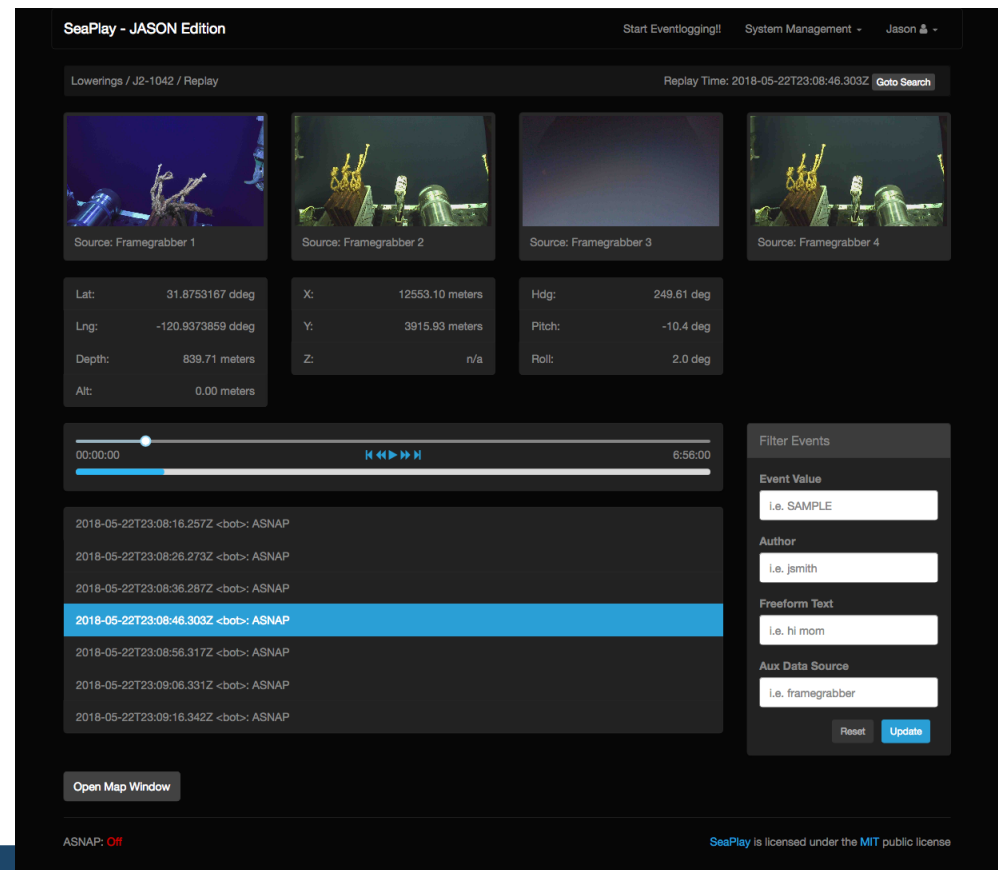 SeaPlay - JASON Edition Start Eventlogging!! System Management Jason
Lowerings / J2-1042 / Replay Replay Time: 2018-05-22T23:08:46.303Z Goto Search
Source: Framegrabber 1 Source: Framegrabber 2 Source: Framegrabber 3 Source: Framegrabber 4
Lat: 31.8753167 ddeg X: 12553.10 meters Hdg: 249.61 deg
Lng: -120.9373859 ddeg Y: 3915.93 meters Pitch: -10.4 deg
Depth: 839.71 meters Z: n/a Roll: 2.0 deg
Alt: 0.00 meters
00:00:00 6:56:00
2018-05-22T23:08:16.257Z <bot>: ASNAP
2018-05-22T23:08:26.273Z <bot>: ASNAP
2018-05-22T23:08:36.287Z <bot>: ASNAP
2018-05-22T23:08:46.303Z <bot>: ASNAP
2018-05-22T23:08:56.317Z <bot>: ASNAP
2018-05-22T23:09:06.331Z <bot>: ASNAP
2018-05-22T23:09:16.342Z <bot>: ASNAP
Filter Events
Event Value
i.e. SAMPLE
Author
i.e. jsmith
Freeform Text
i.e. hi mom
Aux Data Source
i.e. framegrabber
Reset Update
Open Map Window
ASNAP: Off SeaPlay is licensed under the MIT public license